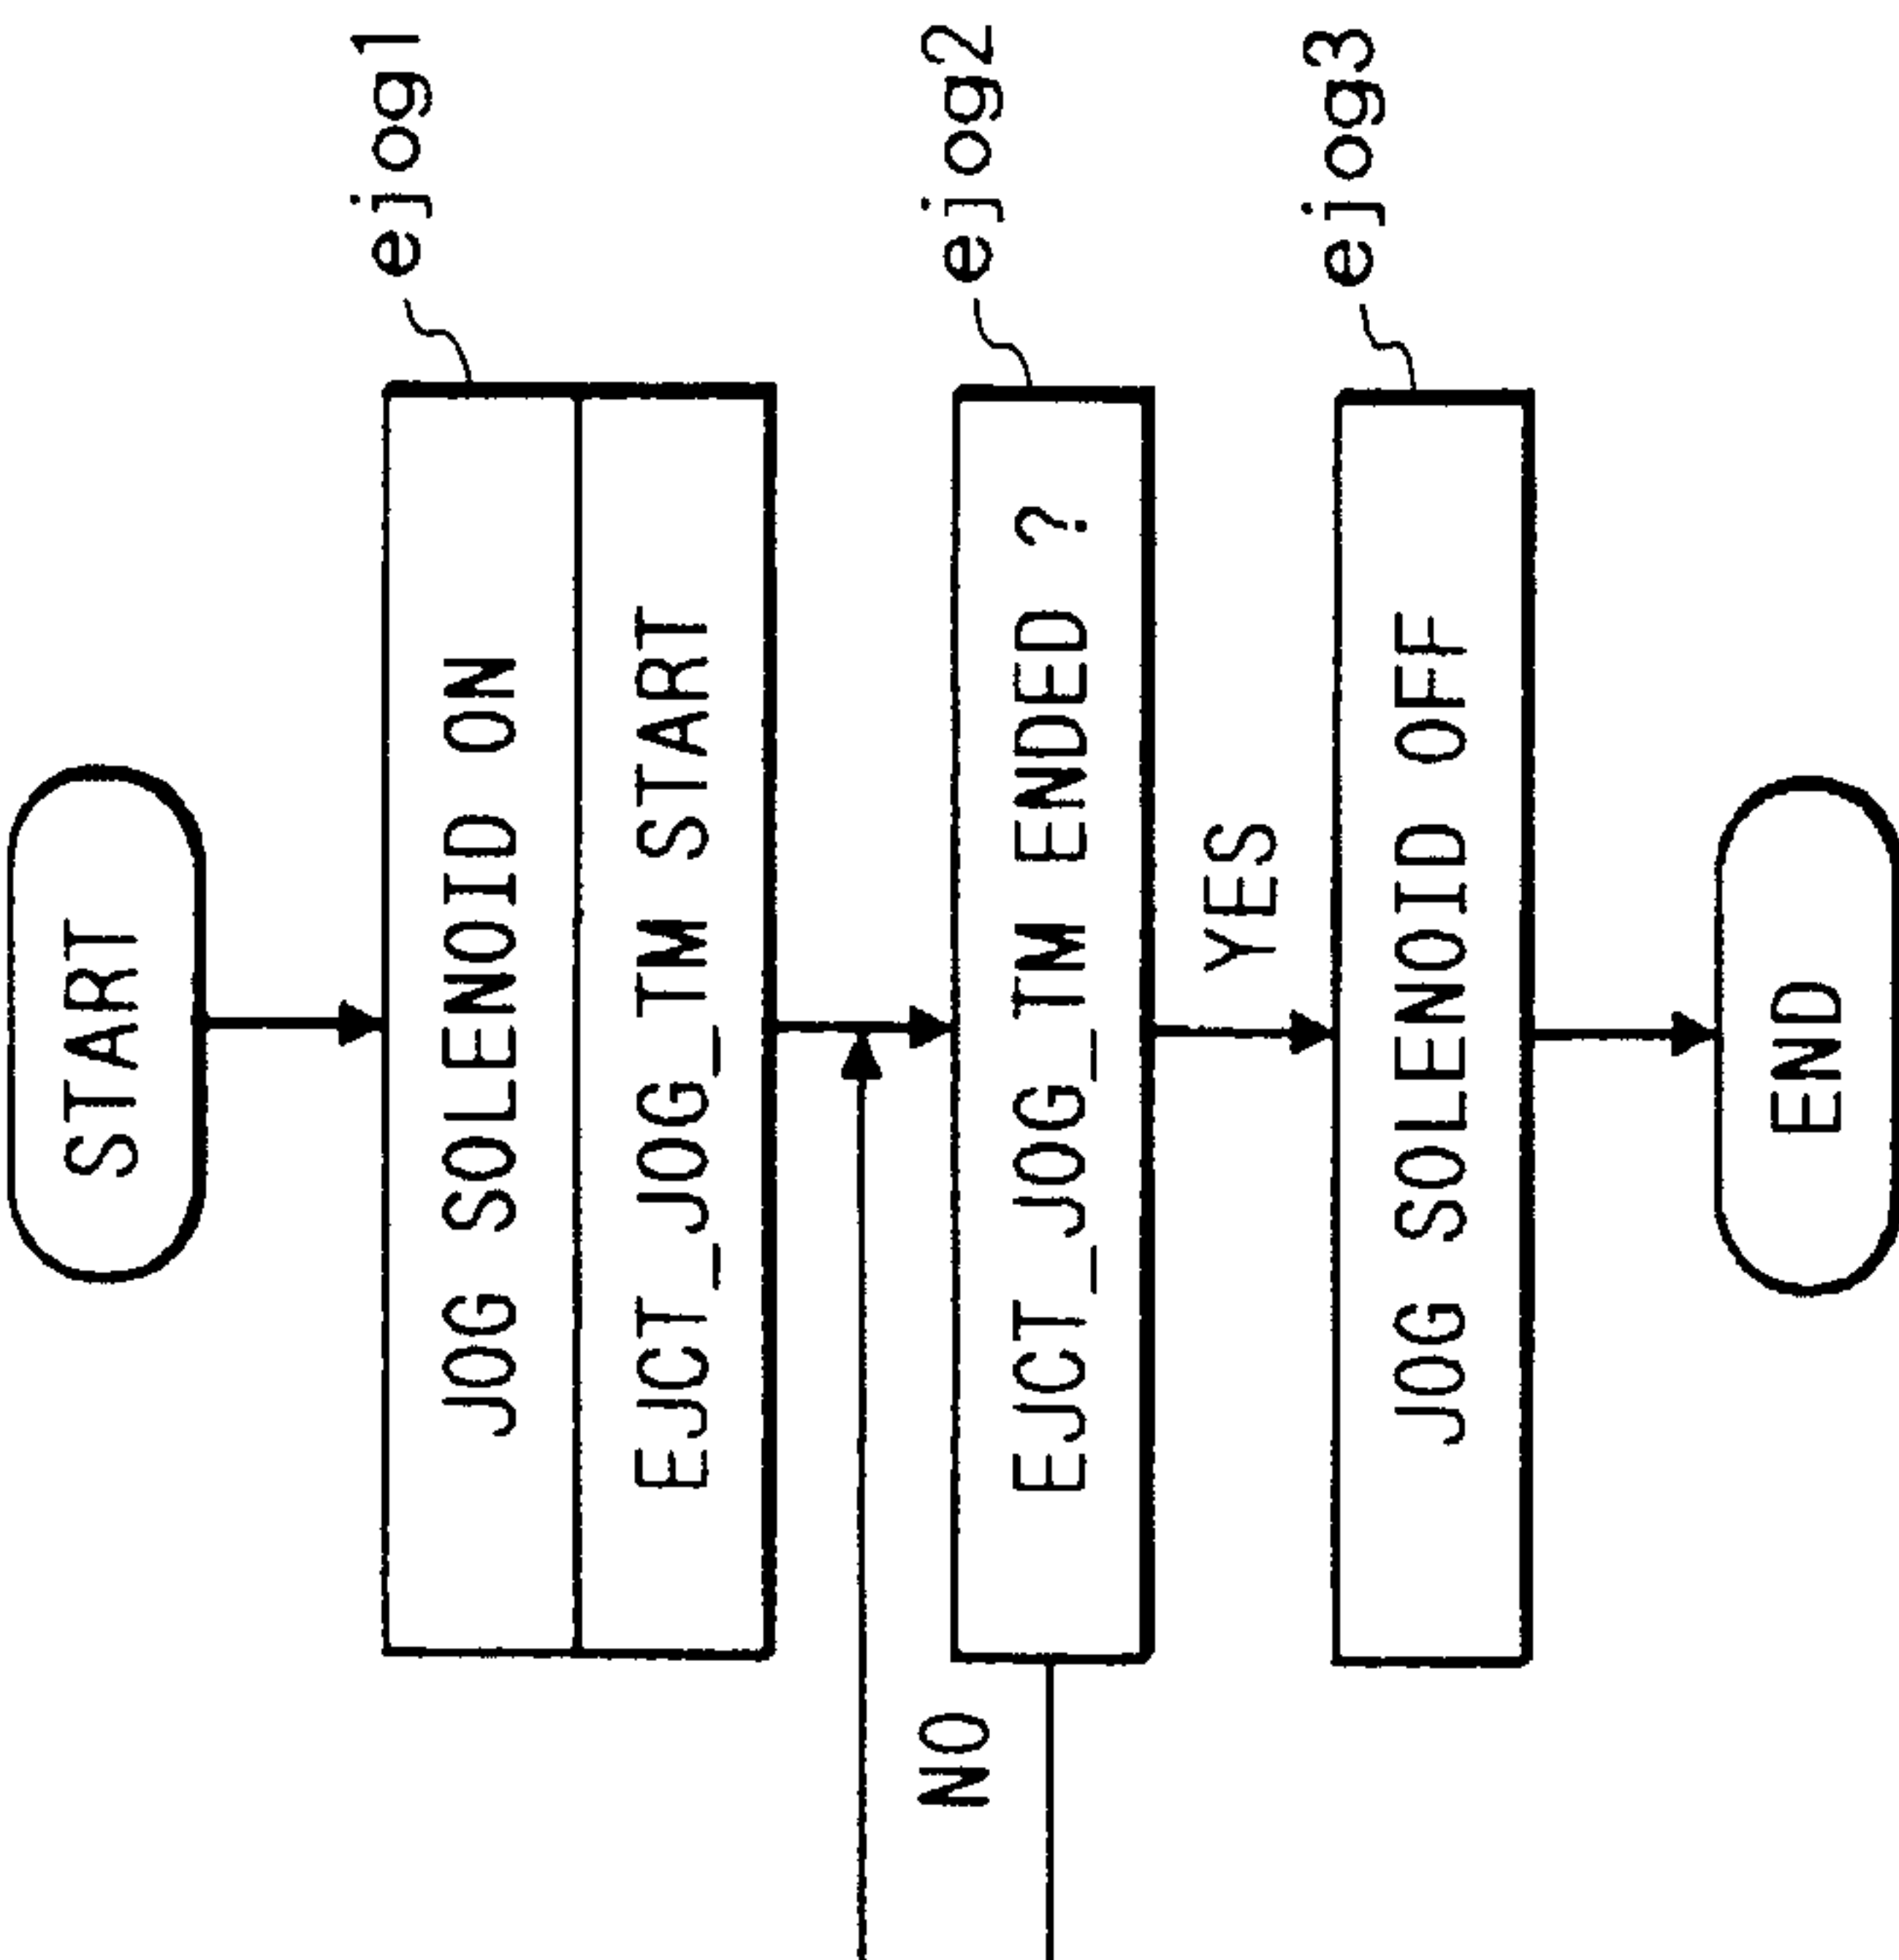 START
ejog1
JOG SOLENOID ON
EJCT_JOG_TM START
ejog2
EJCT_JOG_TM ENDED ?
NO
YES
ejog3
JOG SOLENOID OFF
END